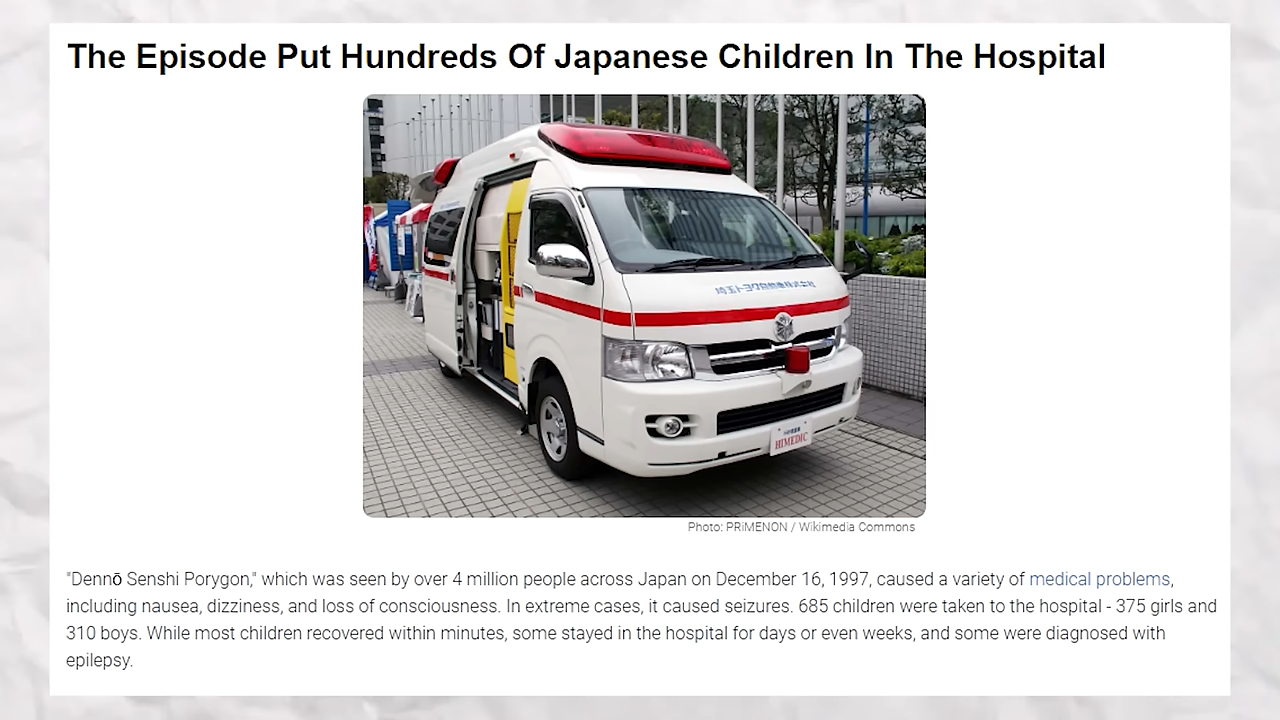 The Episode Put Hundreds Of Japanese Children In The Hospital
HIMEDIC
Photo: PRiMENON / Wikimedia Commons
"Dennō Senshi Porygon," which was seen by over 4 million people across Japan on December 16, 1997, caused a variety of medical problems,
including nausea, dizziness, and loss of consciousness. In extreme cases, it caused seizures. 685 children were taken to the hospital - 375 girls and
310 boys. While most children recovered within minutes, some stayed in the hospital for days or even weeks, and some were diagnosed with
epilepsy.